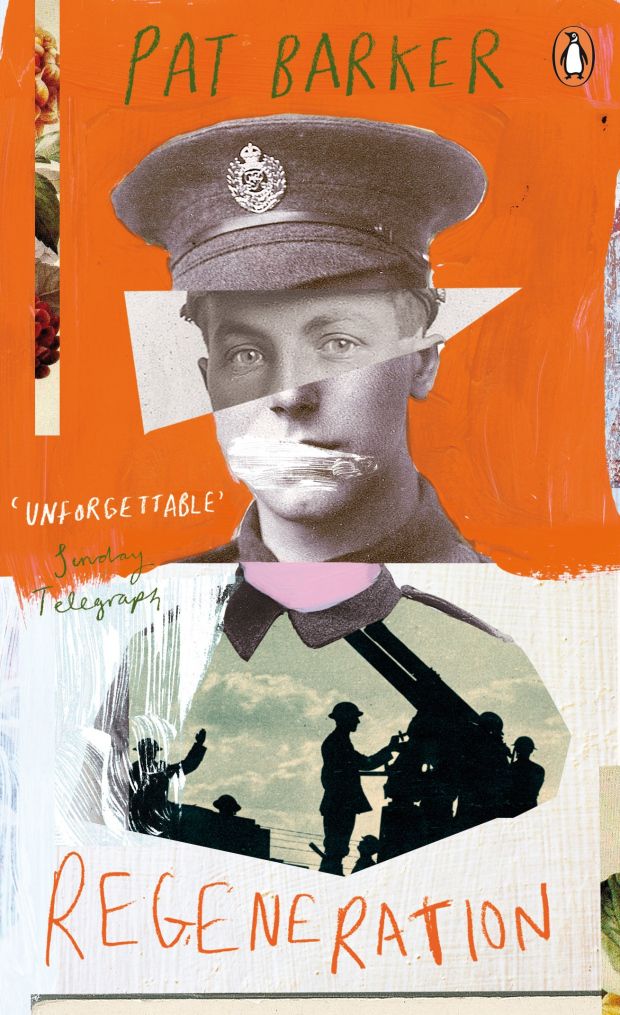 PAT BARKER
'UNFORGETTABLE'
Sunday
Telegraph
REGENERATION